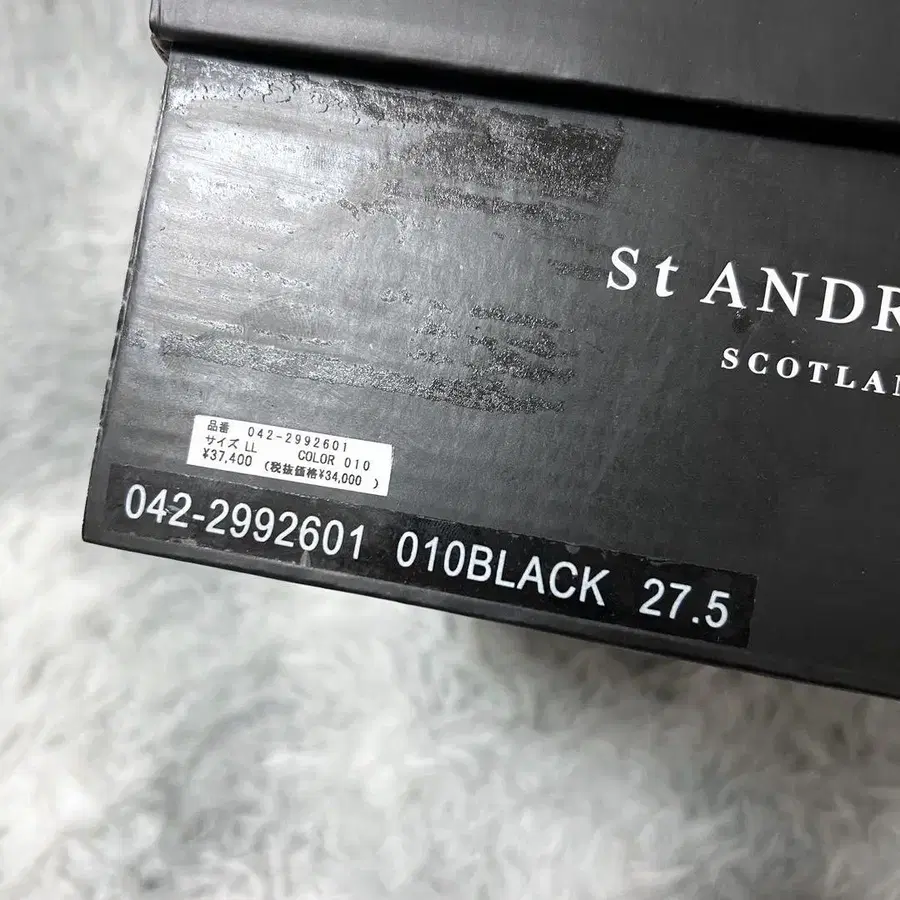 St ANDR
SCOTLAN
品番 042-2992601
サイズ LL COLOR 010
¥37,400 (税抜価格¥34,000 )
042-2992601 010BLACK 27.5